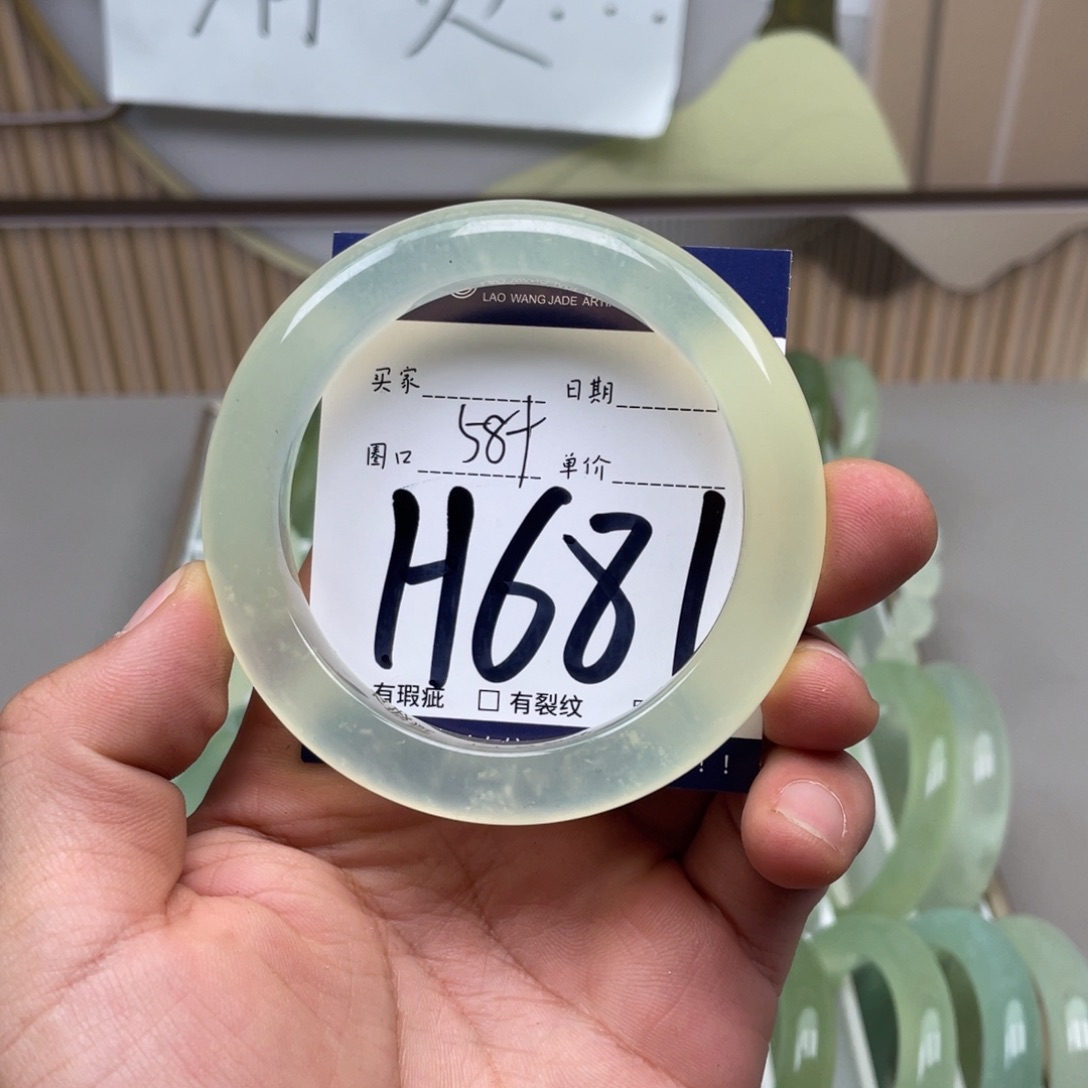 LAO WANG JADE
买家 日期
圈口 58+ 单价
H681
有瑕疵 □ 有裂纹
！！